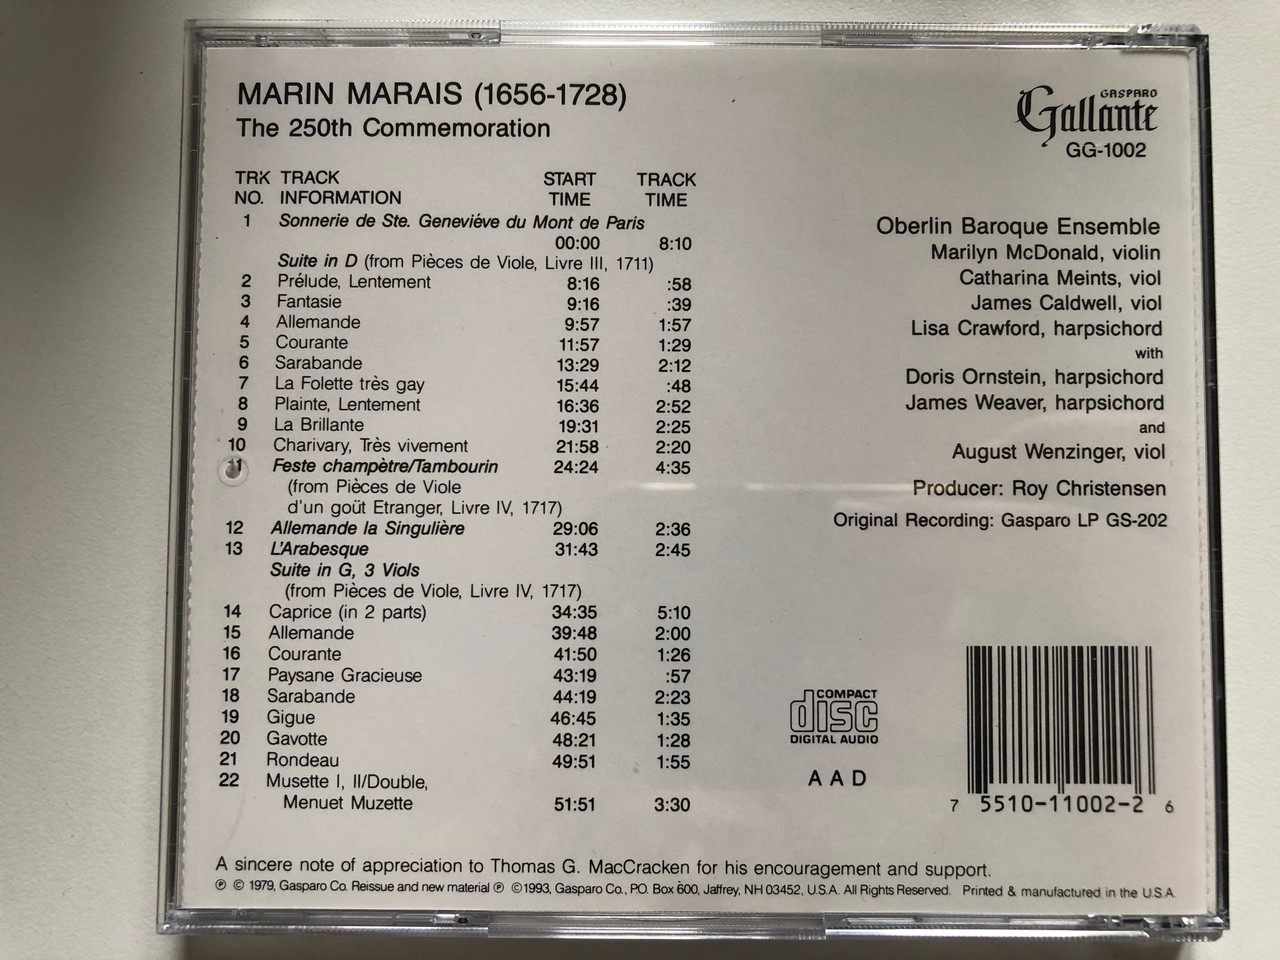 MARIN MARAIS (1656-1728)
The 250th Commemoration
GASPARO
Gallante
GG-1002
TRK TRACK START TRACK
NO. INFORMATION TIME TIME
1 Sonnerie de Ste. Geneviéve du Mont de Paris
00:00 8:10
Suite in D (from Pièces de Viole, Livre III, 1711)
2 Prélude, Lentement 8:16 :58
3 Fantasie 9:16 :39
4 Allemande 9:57 1:57
5 Courante 11:57 1:29
6 Sarabande 13:29 2:12
7 La Folette très gay 15:44 :48
8 Plainte, Lentement 16:36 2:52
9 La Brillante 19:31 2:25
10 Charivary, Très vivement 21:58 2:20
11 Feste champètre/Tambourin 24:24 4:35
(from Pièces de Viole
d'un goüt Etranger, Livre IV, 1717)
12 Allemande la Singulière 29:06 2:36
13 L'Arabesque 31:43 2:45
Suite in G, 3 Viols
(from Pièces de Viole, Livre IV, 1717)
14 Caprice (in 2 parts) 34:35 5:10
15 Allemande 39:48 2:00
16 Courante 41:50 1:26
17 Paysane Gracieuse 43:19 :57
18 Sarabande 44:19 2:23
19 Gigue 46:45 1:35
20 Gavotte 48:21 1:28
21 Rondeau 49:51 1:55
22 Musette I, II/Double,
Menuet Muzette 51:51 3:30
Oberlin Baroque Ensemble
Marilyn McDonald, violin
Catharina Meints, viol
James Caldwell, viol
Lisa Crawford, harpsichord
with
Doris Ornstein, harpsichord
James Weaver, harpsichord
and
August Wenzinger, viol
Producer: Roy Christensen
Original Recording: Gasparo LP GS-202
COMPACT
disc
DIGITAL AUDIO
AAD
7 5510-11002-2 6
A sincere note of appreciation to Thomas G. MacCracken for his encouragement and support.
℗ © 1979, Gasparo Co. Reissue and new material ℗ ©1993, Gasparo Co., P.O. Box 600, Jaffrey, NH 03452, U.S.A. All Rights Reserved. Printed & manufactured in the U.S.A.